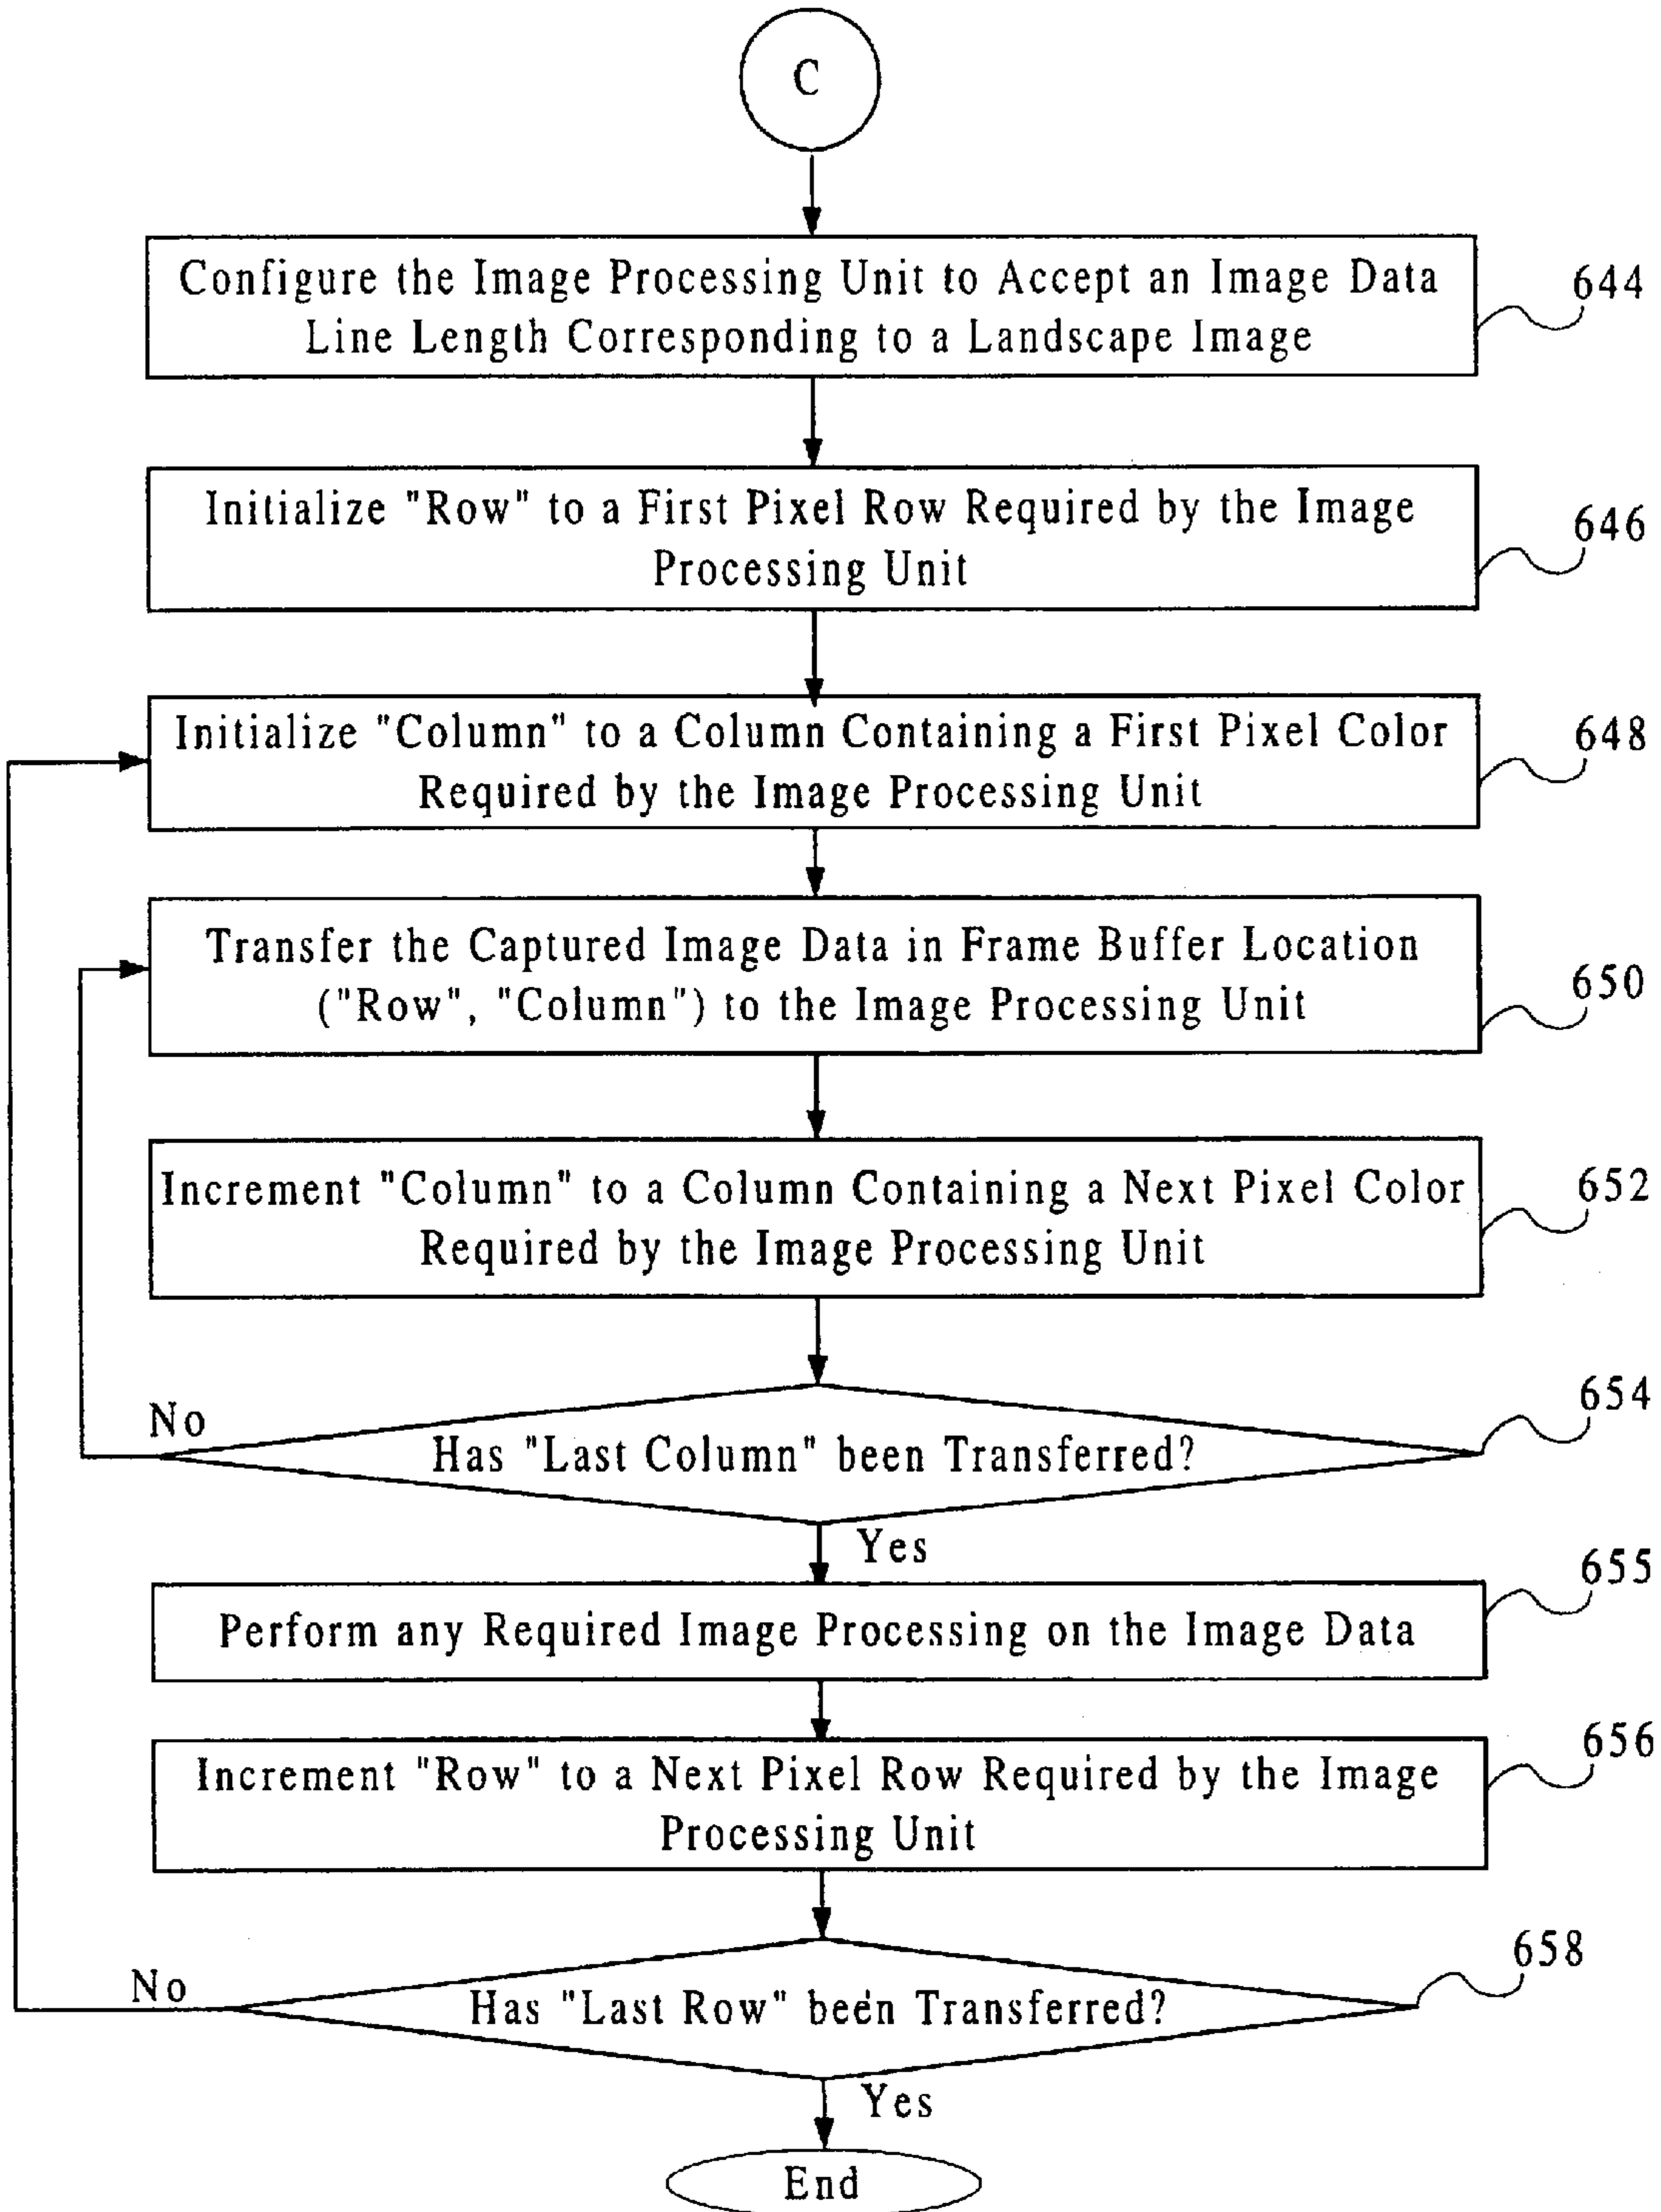 C
Configure the Image Processing Unit to Accept an Image Data
Line Length Corresponding to a Landscape Image
644
Initialize "Row" to a First Pixel Row Required by the Image
Processing Unit
646
Initialize "Column" to a Column Containing a First Pixel Color
Required by the Image Processing Unit
648
Transfer the Captured Image Data in Frame Buffer Location
("Row", "Column") to the Image Processing Unit
650
Increment "Column" to a Column Containing a Next Pixel Color
Required by the Image Processing Unit
652
No
Has "Last Column" been Transferred?
654
Yes
Perform any Required Image Processing on the Image Data
655
Increment "Row" to a Next Pixel Row Required by the Image
Processing Unit
656
No
Has "Last Row" been Transferred?
658
Yes
End